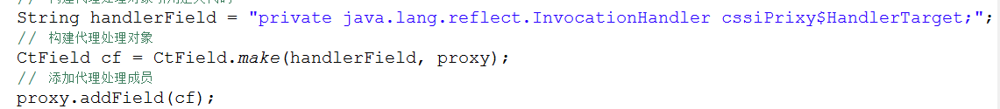 String handlerField = "private java.lang.reflect.InvocationHandler cssiPrixy$HandlerTarget;";
// 构建代理处理对象
CtField cf = CtField.make(handlerField, proxy);
// 添加代理处理成员
proxy.addField(cf);